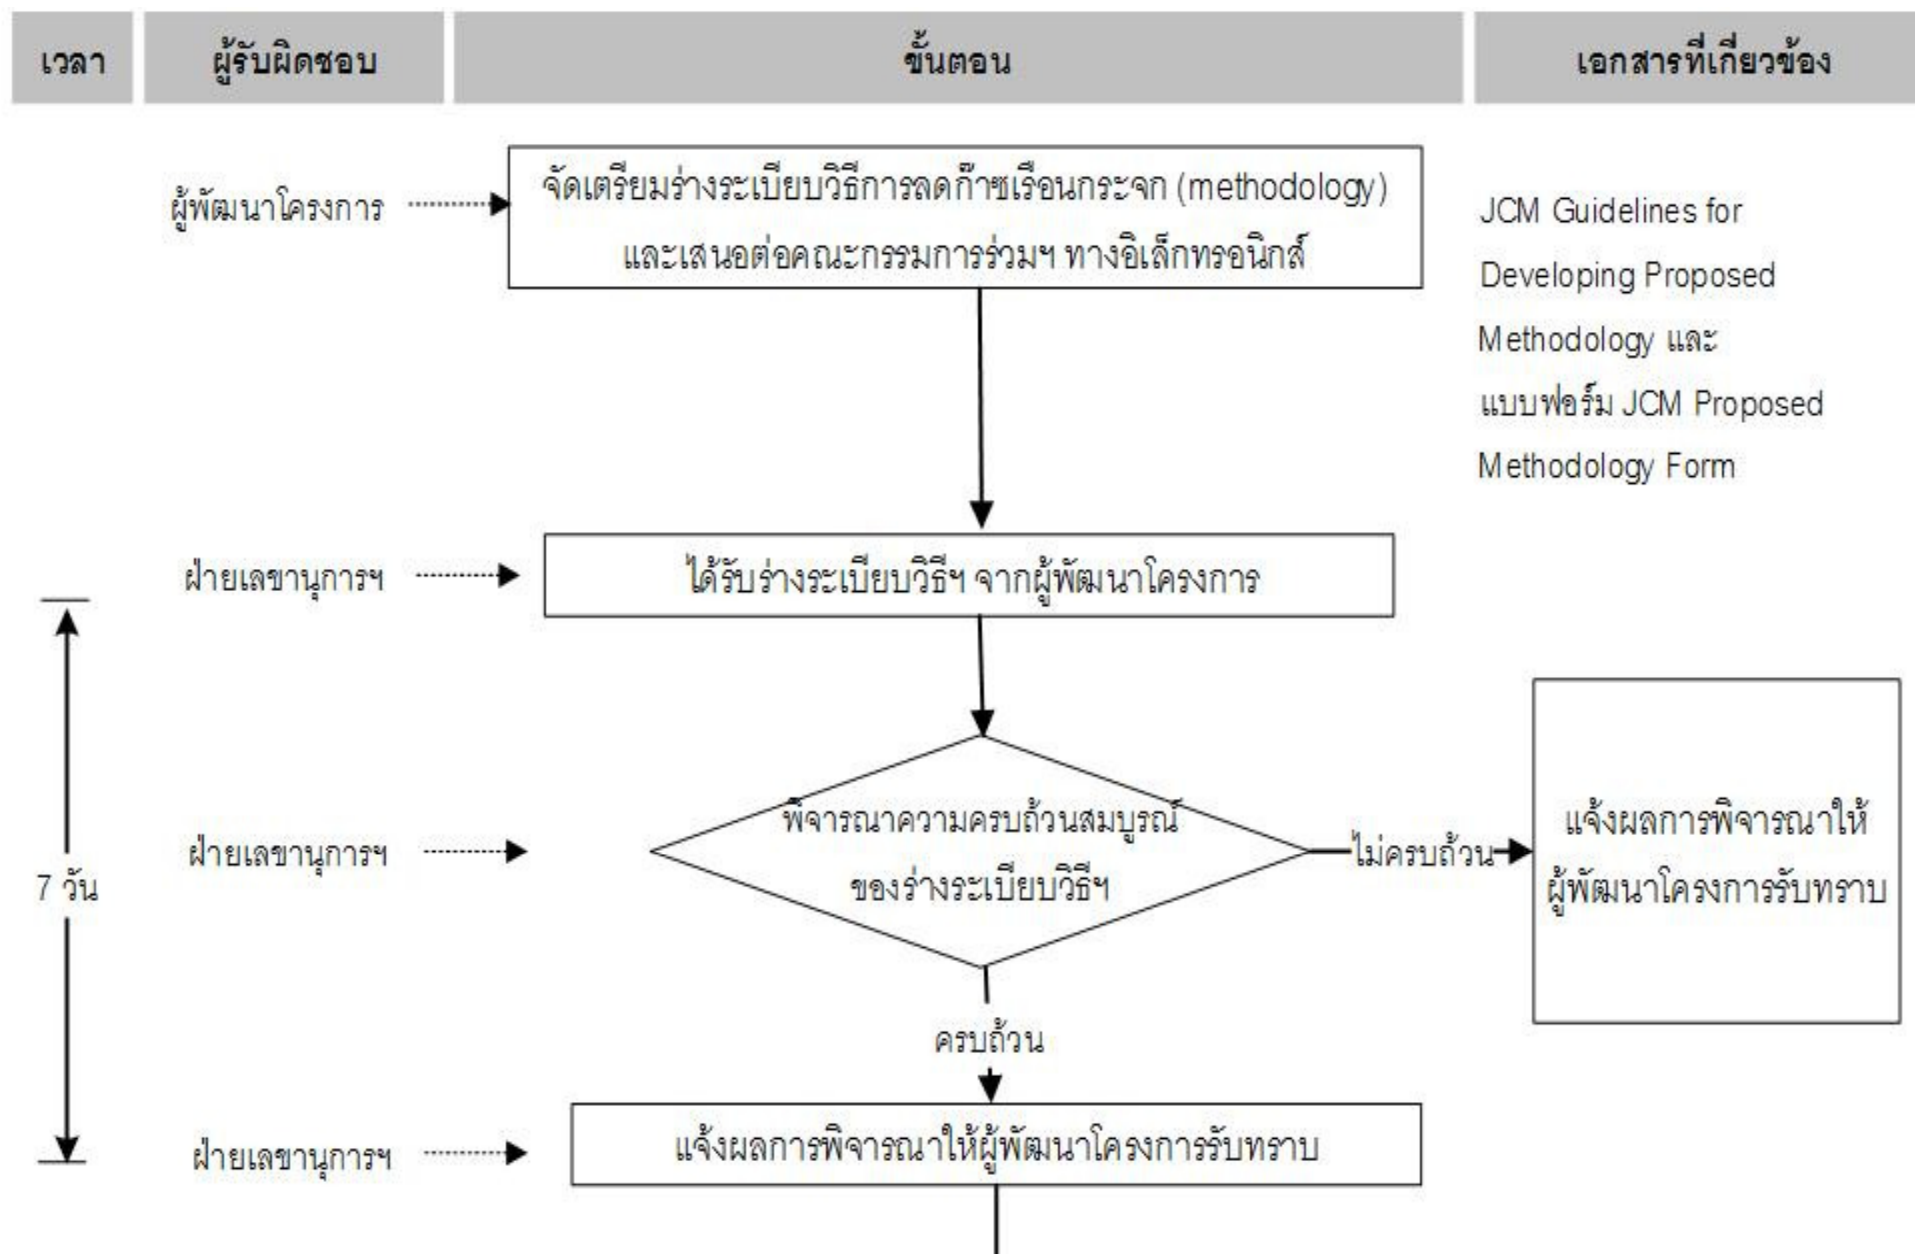 เวลา
ผู้รับผิดชอบ
ขั้นตอน
เอกสารที่เกี่ยวข้อง
ผู้พัฒนาโครงการ
จัดเตรียมร่างระเบียบวิธีการลดก๊าซเรือนกระจก (methodology)
และเสนอต่อคณะกรรมการร่วมฯ ทางอิเล็กทรอนิกส์
JCM Guidelines for
Developing Proposed
Methodology และ
แบบฟอร์ม JCM Proposed
Methodology Form
ฝ่ายเลขานุการฯ
ได้รับร่างระเบียบวิธีฯ จากผู้พัฒนาโครงการ
7 วัน
ฝ่ายเลขานุการฯ
พิจารณาความครบถ้วนสมบูรณ์
ของร่างระเบียบวิธีฯ
ไม่ครบถ้วน
แจ้งผลการพิจารณาให้
ผู้พัฒนาโครงการรับทราบ
ครบถ้วน
ฝ่ายเลขานุการฯ
แจ้งผลการพิจารณาให้ผู้พัฒนาโครงการรับทราบ